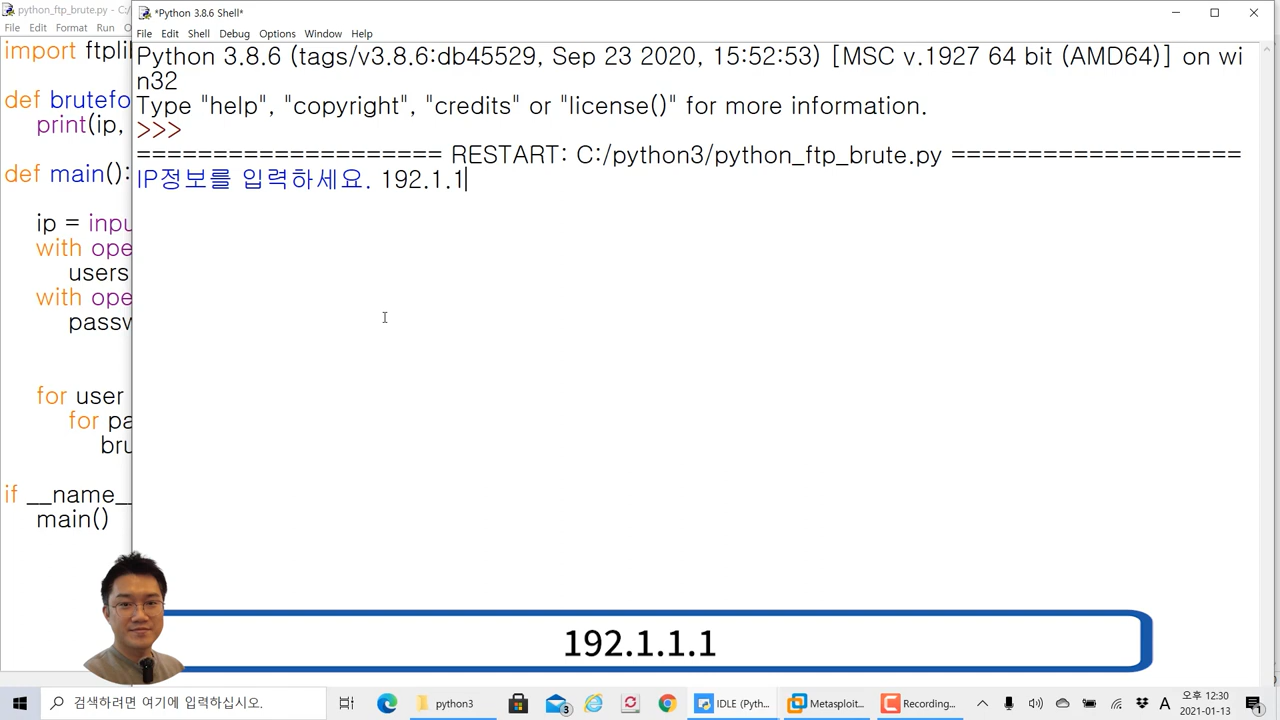 python_ftp_brute.py - C:/
File Edit Format Run O
import ftpli
def brutefo
print(ip,
def main():
ip = inpu
with ope
users
with ope
passw
for user
for pa
bru
if __name__
main()
*Python 3.8.6 Shell*
File Edit Shell Debug Options Window Help
Python 3.8.6 (tags/v3.8.6:db45529, Sep 23 2020, 15:52:53) [MSC v.1927 64 bit (AMD64)] on wi
n32
Type "help", "copyright", "credits" or "license()" for more information.
>>>
==================== RESTART: C:/python3/python_ftp_brute.py ===================
IP정보를 입력하세요. 192.1.1
192.1.1.1
검색하려면 여기에 입력하십시오.
3
python3
IDLE (Pyth...
Metasploit...
Recording...
A
오후 12:30
2021-01-13
1